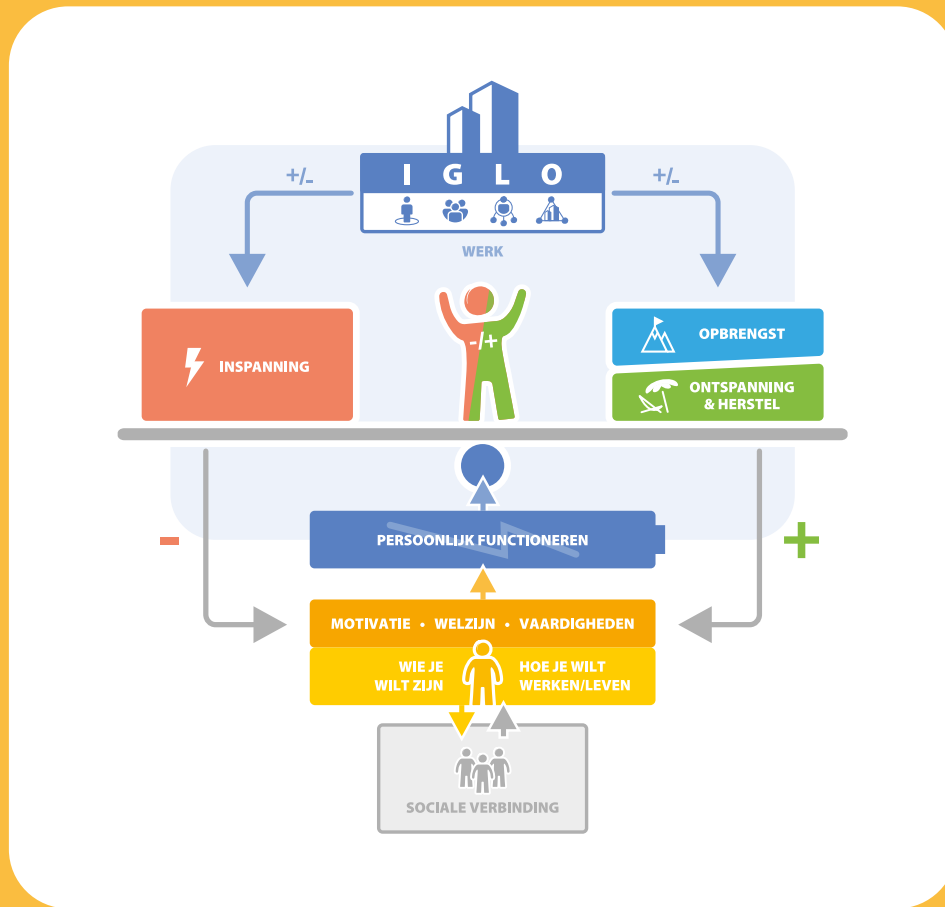 I G L O
+/-
+/-
WERK
INSPANNING
-/+
OPBRENGST
ONTSPANNING
& HERSTEL
-
+
PERSOONLIJK FUNCTIONEREN
MOTIVATIE • WELZIJN • VAARDIGHEDEN
WIE JE
WILT ZIJN
HOE JE WILT
WERKEN/LEVEN
SOCIALE VERBINDING